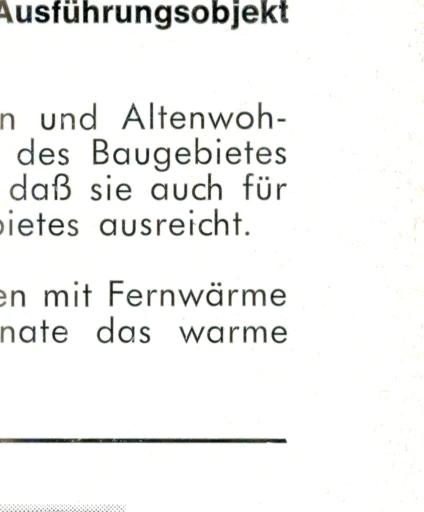 Ausführungsobjekt
n und Altenwoh-
des Baugebietes
daß sie auch für
bietes ausreicht.
en mit Fernwärme
nate das warme